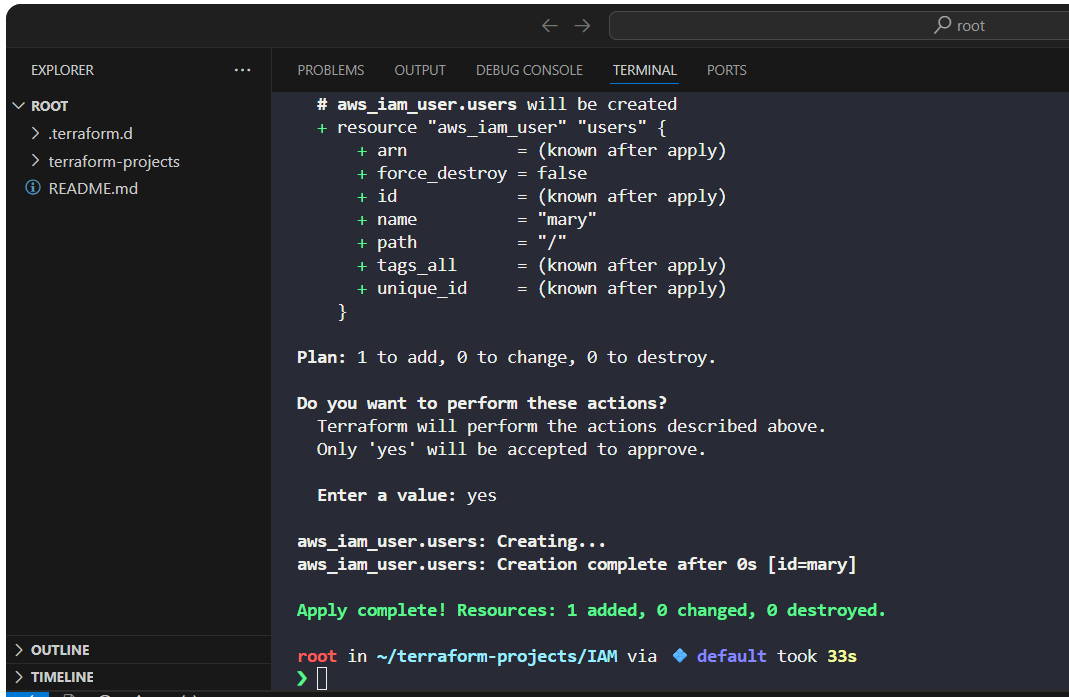 root
EXPLORER ···
PROBLEMS OUTPUT DEBUG CONSOLE TERMINAL PORTS
ROOT
.terraform.d
terraform-projects
README.md
# aws_iam_user.users will be created
+ resource "aws_iam_user" "users" {
+ arn = (known after apply)
+ force_destroy = false
+ id = (known after apply)
+ name = "mary"
+ path = "/"
+ tags_all = (known after apply)
+ unique_id = (known after apply)
}
Plan: 1 to add, 0 to change, 0 to destroy.
Do you want to perform these actions?
Terraform will perform the actions described above.
Only 'yes' will be accepted to approve.
Enter a value: yes
aws_iam_user.users: Creating...
aws_iam_user.users: Creation complete after 0s [id=mary]
Apply complete! Resources: 1 added, 0 changed, 0 destroyed.
root in ~/terraform-projects/IAM via default took 33s
❯
OUTLINE
TIMELINE